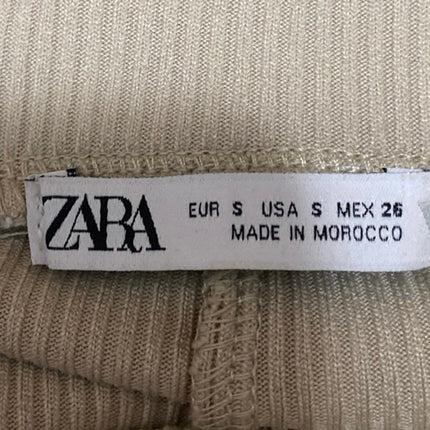 ZARA
EUR S USA S MEX 26
MADE IN MOROCCO